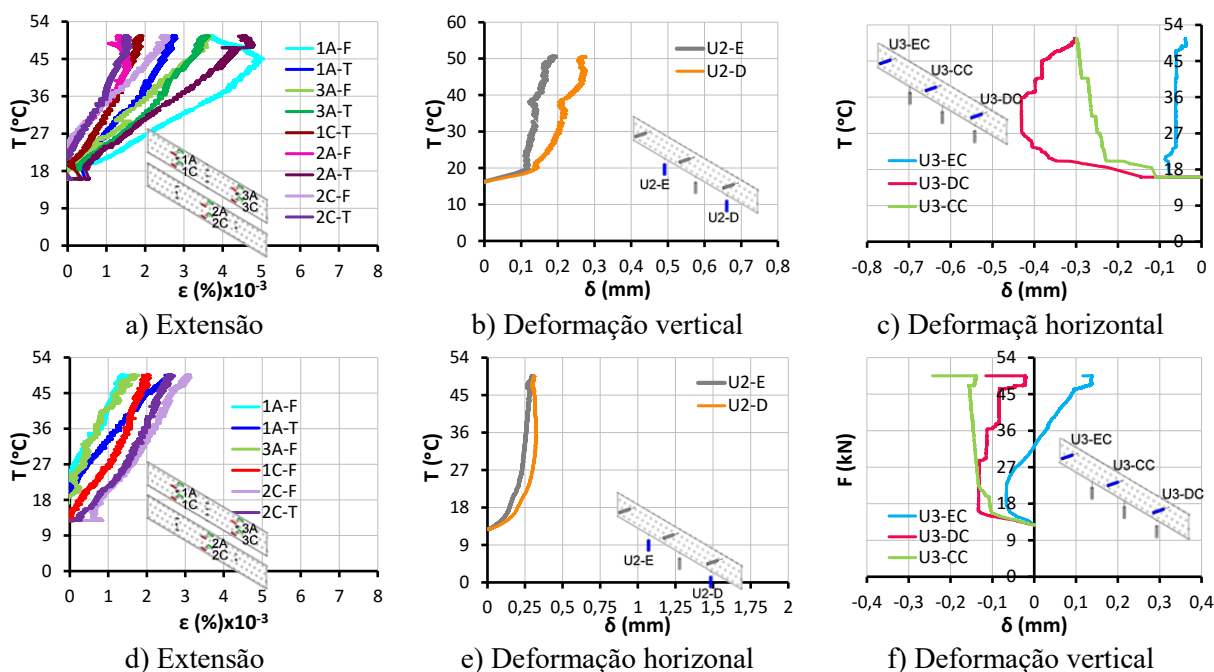 T (°C)
54
45
36
27
18
9
0
0 1 2 3 4 5 6 7 8
ε (%)x10⁻³
1A-F
1A-T
3A-F
3A-T
1C-T
2A-F
2A-T
2C-F
2C-T
1A
1C
3A
3C
2A
2C
a) Extensão
T (°C)
60
50
40
30
20
10
0
0 0,1 0,2 0,3 0,4 0,5 0,6 0,7 0,8
δ (mm)
U2-E
U2-D
U2-E
U2-D
b) Deformação vertical
T (°C)
54
45
36
27
18
9
0
-0,8 -0,7 -0,6 -0,5 -0,4 -0,3 -0,2 -0,1 0
δ (mm)
U3-EC
U3-CC
U3-DC
U3-EC
U3-DC
U3-CC
c) Deformaçã horizontal
T (°C)
54
45
36
27
18
9
0
0 1 2 3 4 5 6 7 8
ε (%)x10⁻³
1A-F
1A-T
3A-F
1C-F
2C-F
2C-T
1A
1C
3A
3C
2A
2C
d) Extensão
T (°C)
54
45
36
27
18
9
0
0 0,25 0,5 0,75 1 1,25 1,5 1,75 2
δ (mm)
U2-E
U2-D
U2-E
U2-D
e) Deformação horizonal
F (kN)
54
45
36
27
18
9
0
-0,4 -0,3 -0,2 -0,1 0 0,1 0,2 0,3 0,4
δ (mm)
U3-EC
U3-CC
U3-DC
U3-EC
U3-DC
U3-CC
f) Deformação vertical